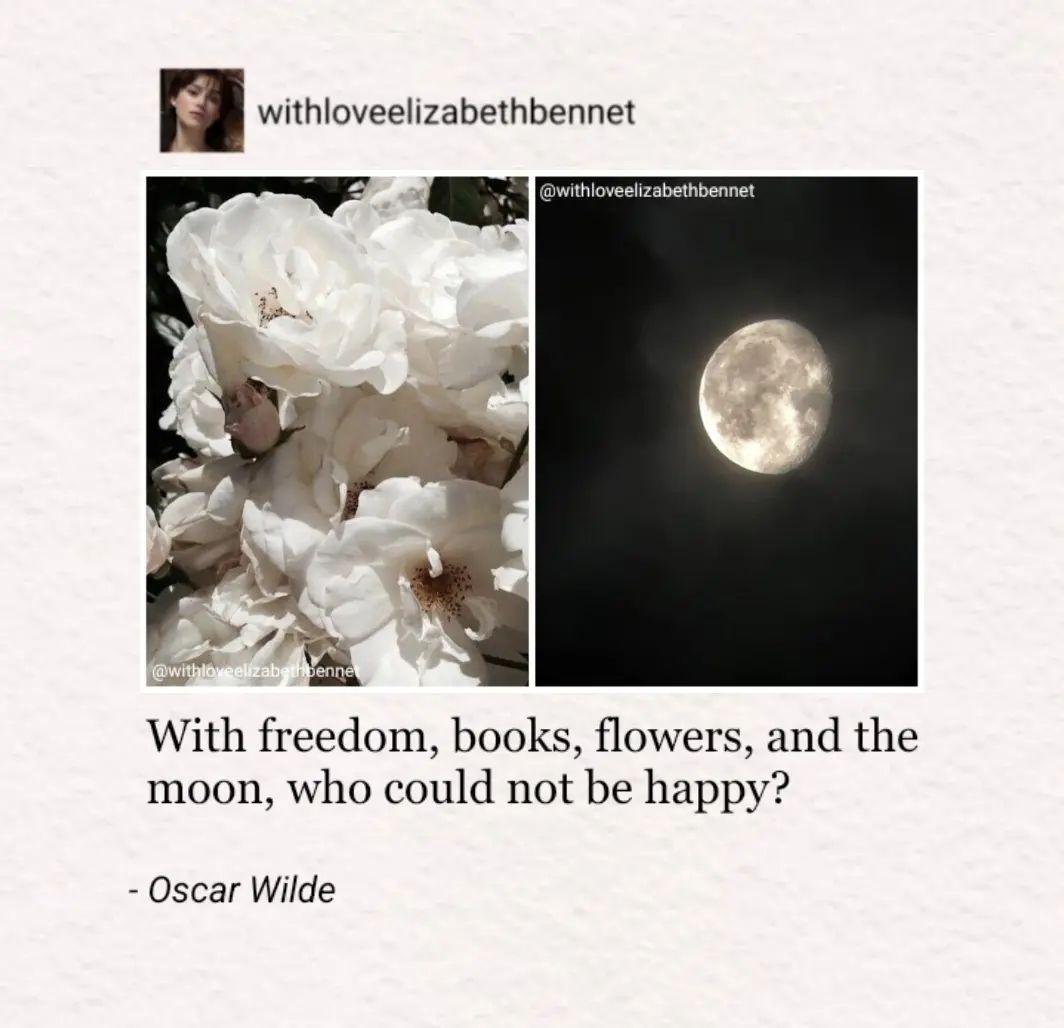 withloveelizabethbennet
@withloveelizabethbennet
@withloveelizabethbennet
With freedom, books, flowers, and the
moon, who could not be happy?
- Oscar Wilde